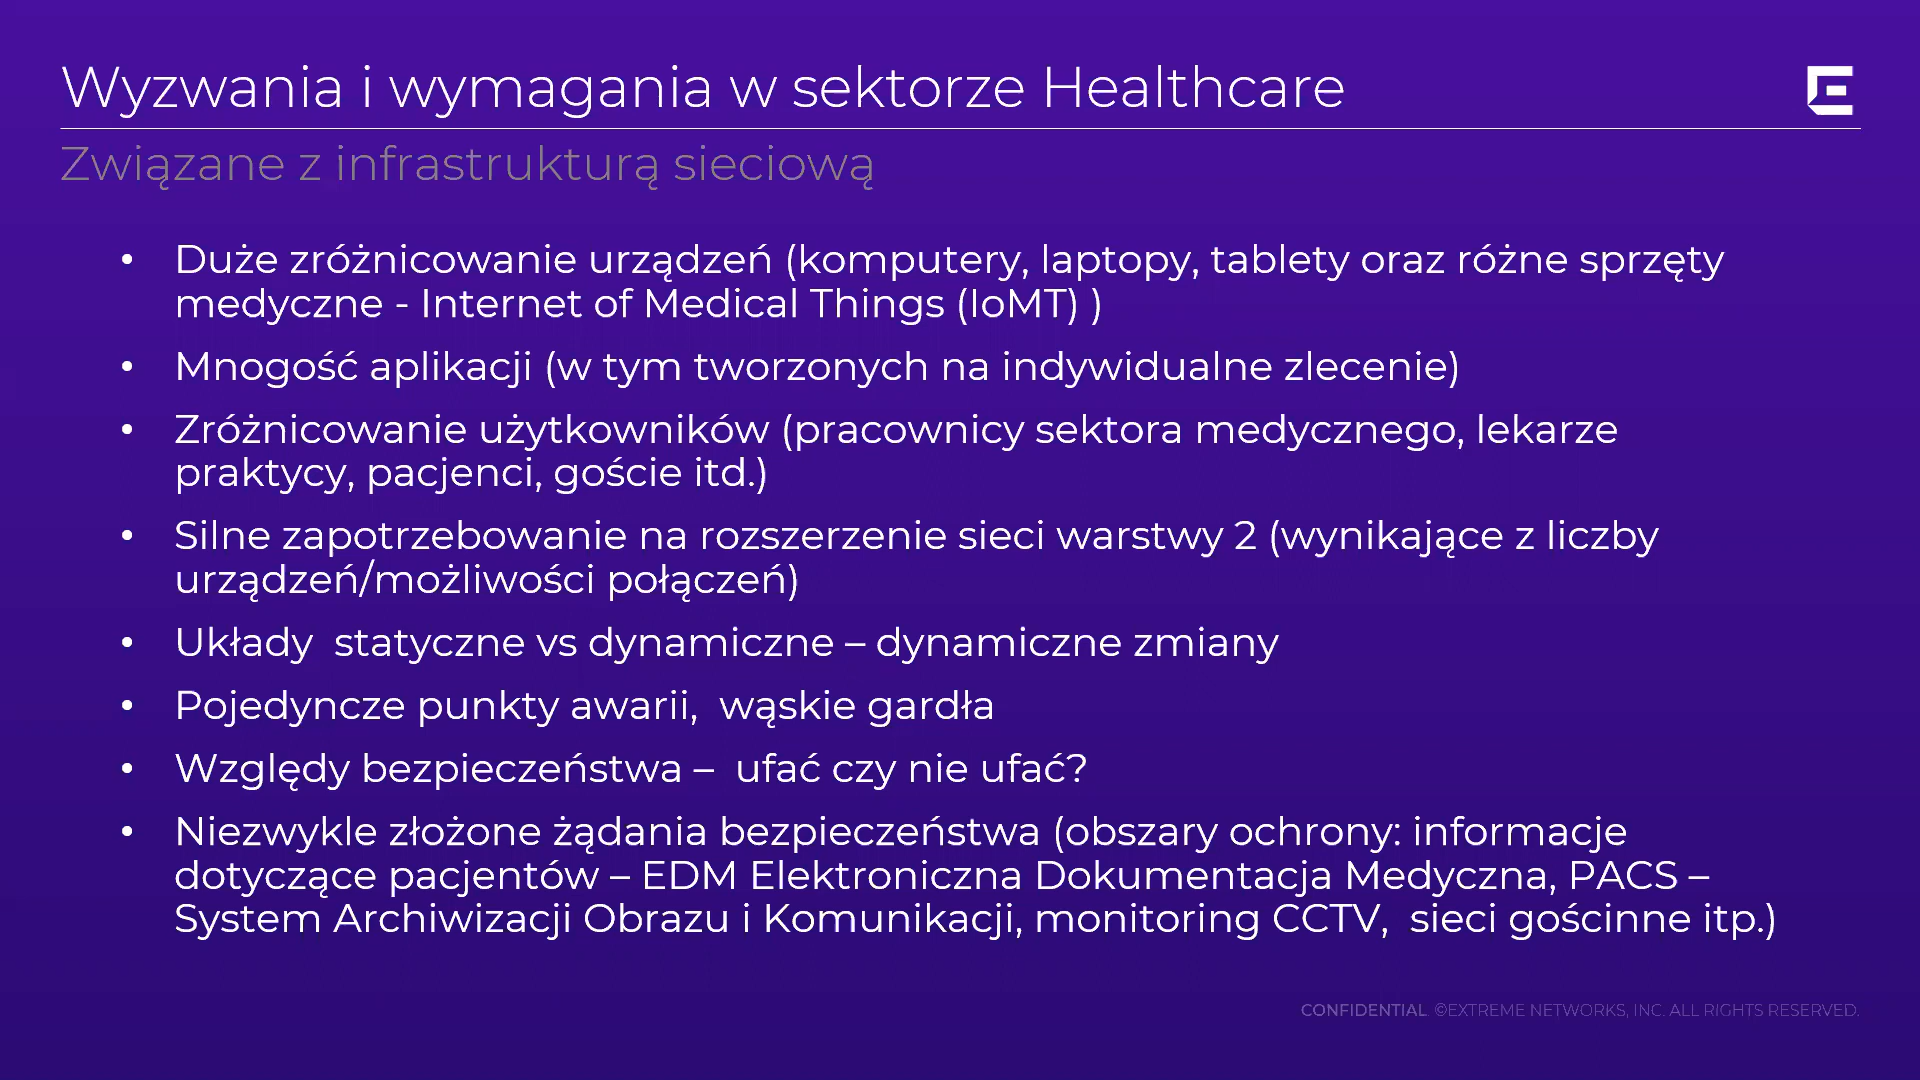 Wyzwania i wymagania w sektorze Healthcare
Związane z infrastrukturą sieciową
• Duże zróżnicowanie urządzeń (komputery, laptopy, tablety oraz różne sprzęty
medyczne - Internet of Medical Things (IoMT) )
• Mnogość aplikacji (w tym tworzonych na indywidualne zlecenie)
• Zróżnicowanie użytkowników (pracownicy sektora medycznego, lekarze
praktycy, pacjenci, goście itd.)
• Silne zapotrzebowanie na rozszerzenie sieci warstwy 2 (wynikające z liczby
urządzeń/możliwości połączeń)
• Układy  statyczne vs dynamiczne – dynamiczne zmiany
• Pojedyncze punkty awarii,  wąskie gardła
• Względy bezpieczeństwa –  ufać czy nie ufać?
• Niezwykle złożone żądania bezpieczeństwa (obszary ochrony: informacje
dotyczące pacjentów – EDM Elektroniczna Dokumentacja Medyczna, PACS –
System Archiwizacji Obrazu i Komunikacji, monitoring CCTV,  sieci gościnne itp.)
CONFIDENTIAL. ©EXTREME NETWORKS, INC. ALL RIGHTS RESERVED.